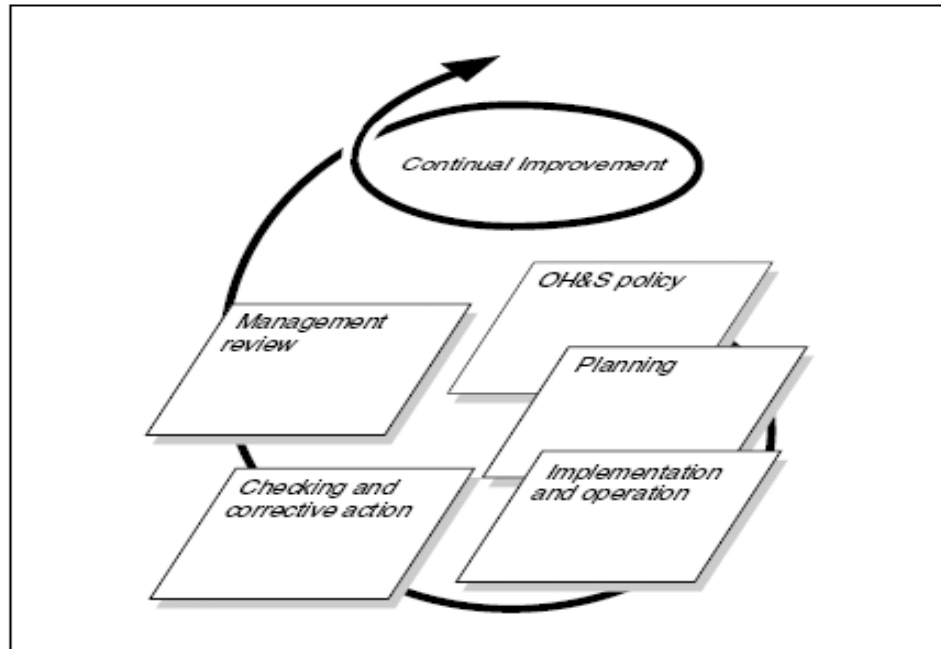 Continual Improvement
OH&S policy
Management
review
Planning
Implementation
and operation
Checking and
corrective action